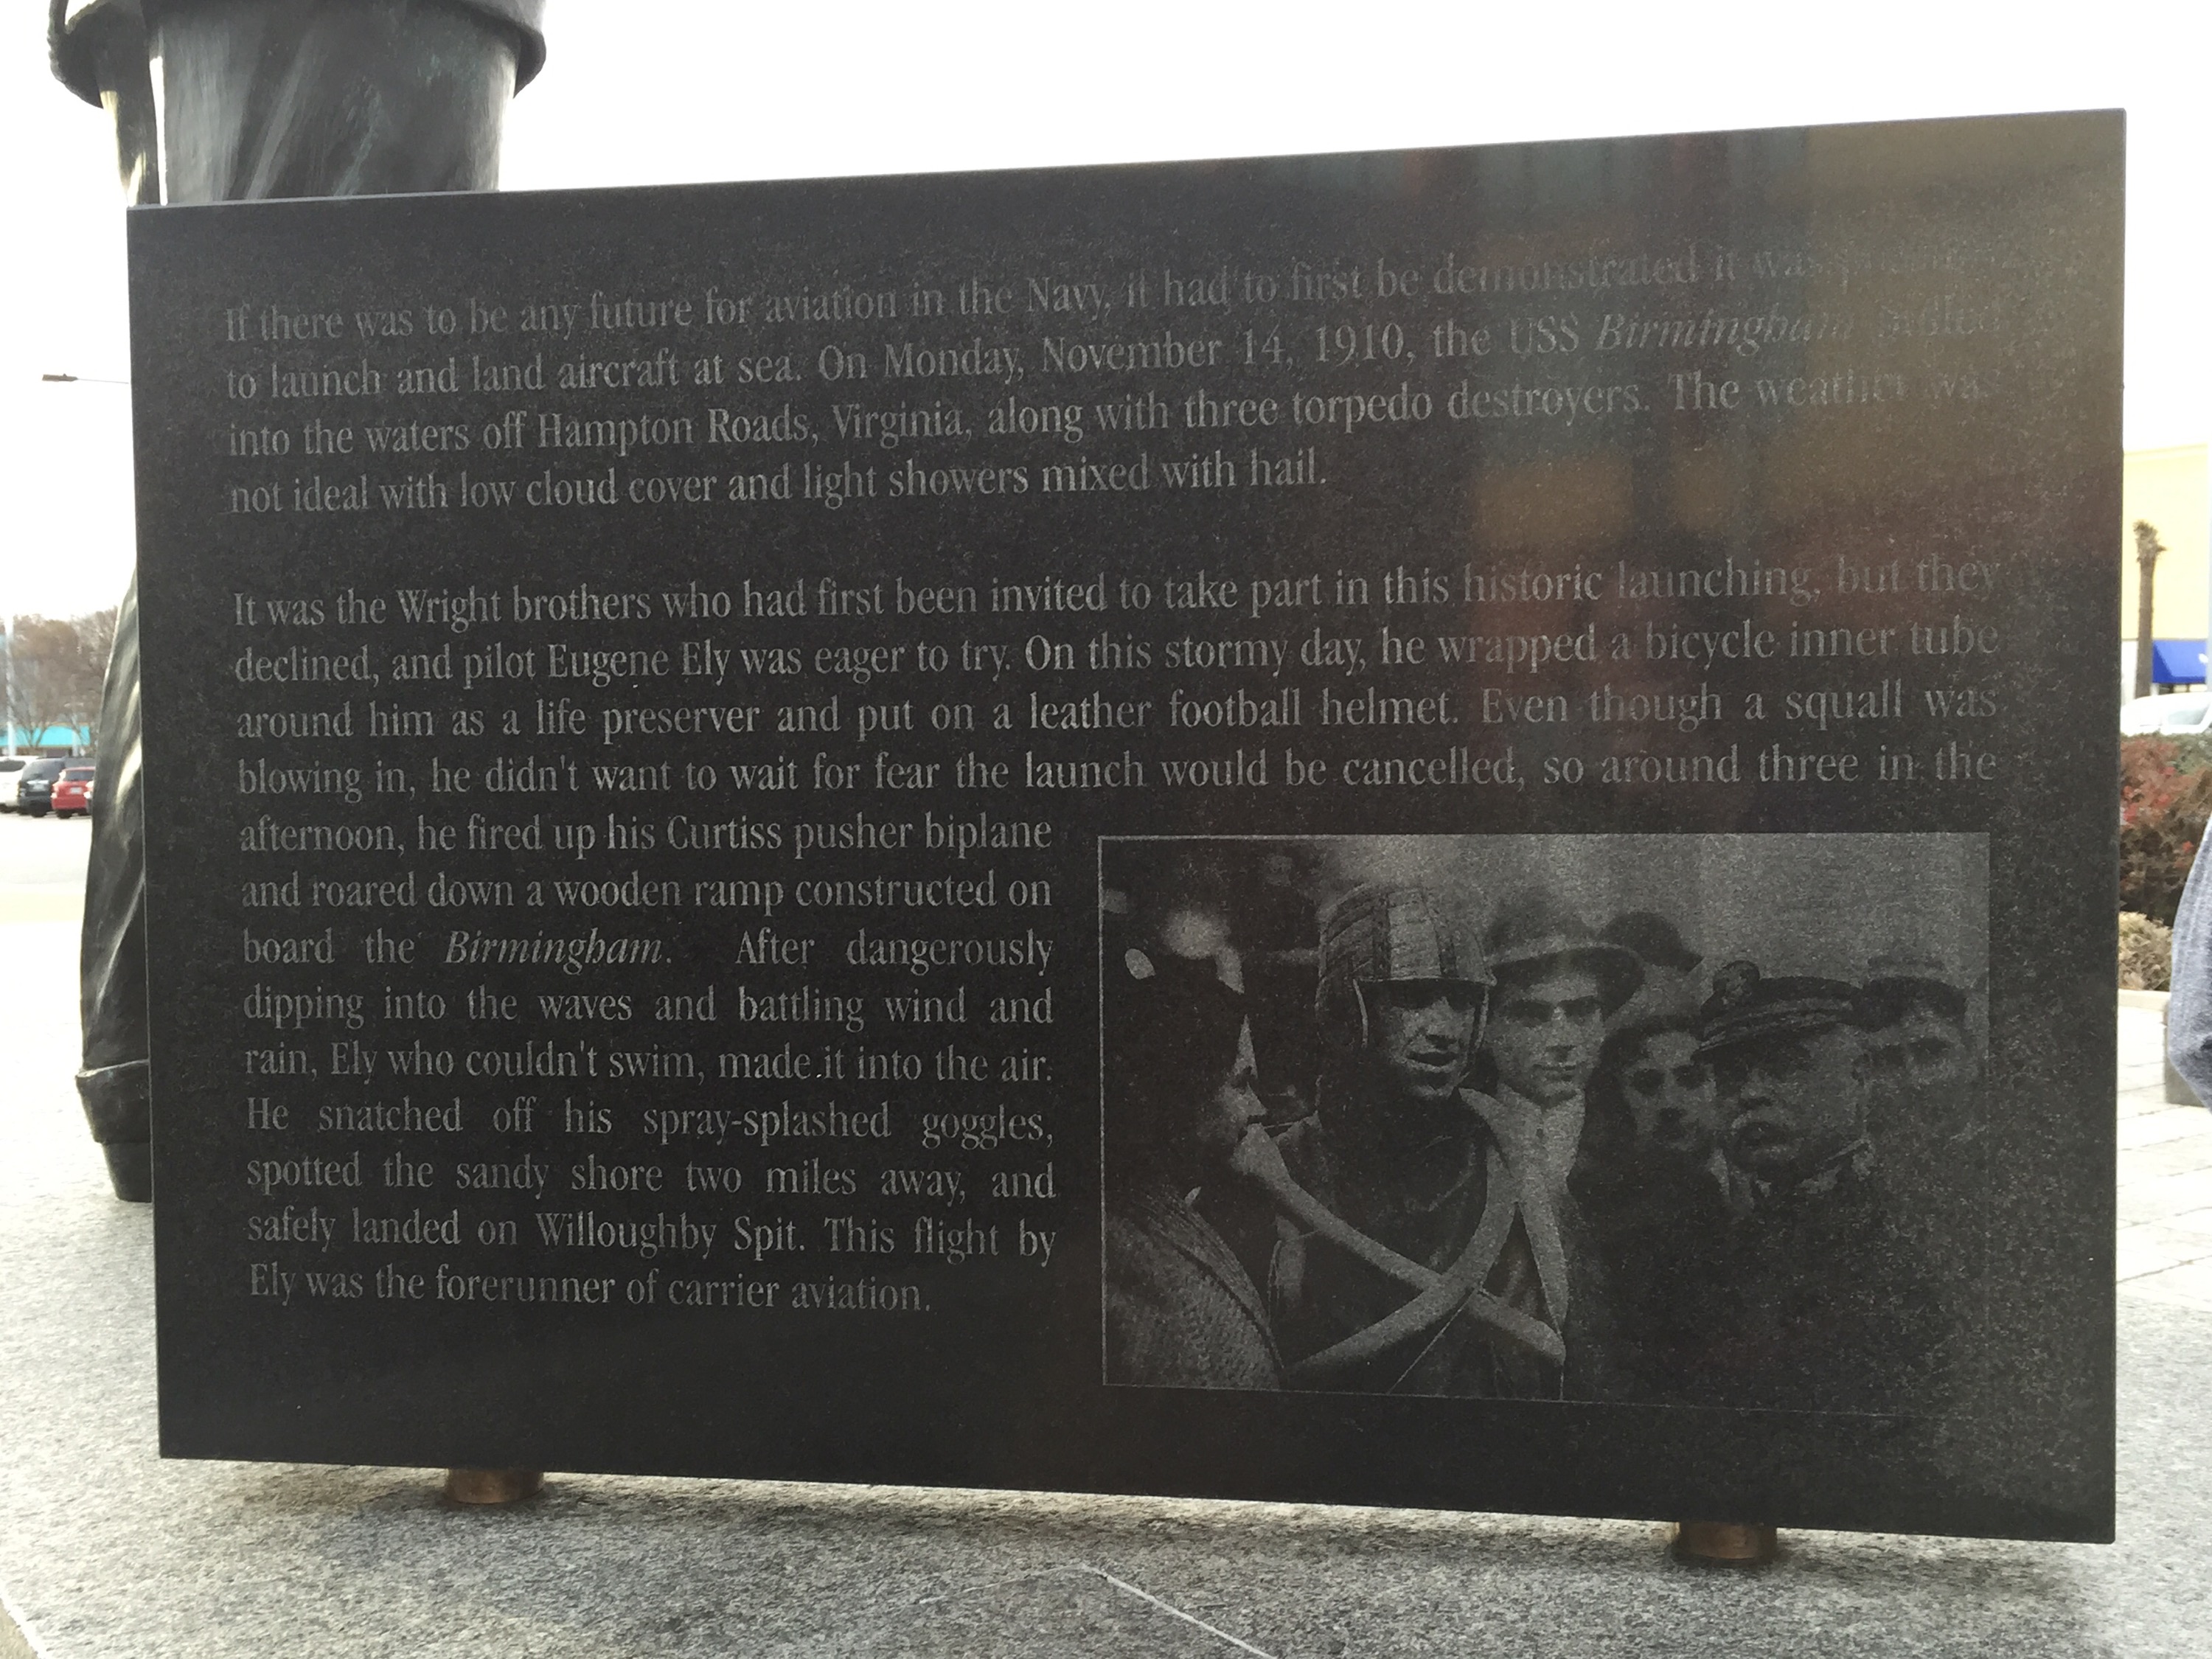 If there was to be any future for aviation in the Navy, it had to first be demonstrated it was
to launch and land aircraft at sea. On Monday, November 14, 1910, the USS Birmingham sailed
into the waters off Hampton Roads, Virginia, along with three torpedo destroyers. The weather was
not ideal with low cloud cover and light showers mixed with hail.
It was the Wright brothers who had first been invited to take part in this historic launching, but they
declined, and pilot Eugene Ely was eager to try. On this stormy day, he wrapped a bicycle inner tube
around him as a life preserver and put on a leather football helmet. Even though a squall was
blowing in, he didn't want to wait for fear the launch would be cancelled, so around three in the
afternoon, he fired up his Curtiss pusher biplane
and roared down a wooden ramp constructed on
board the Birmingham. After dangerously
dipping into the waves and battling wind and
rain, Ely who couldn't swim, made it into the air.
He snatched off his spray-splashed goggles,
spotted the sandy shore two miles away, and
safely landed on Willoughby Spit. This flight by
Ely was the forerunner of carrier aviation.